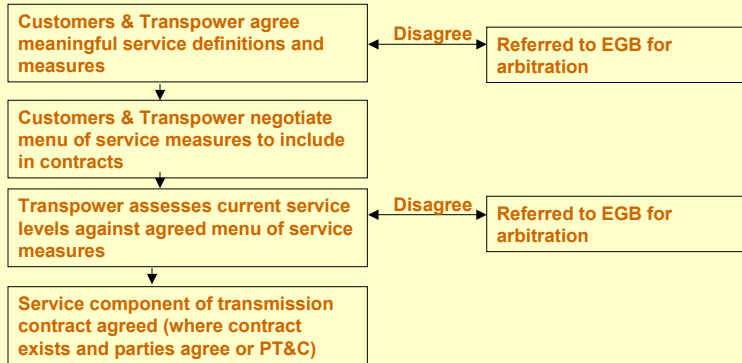 Customers & Transpower agree
meaningful service definitions and
measures
Disagree
Referred to EGB for
arbitration
Customers & Transpower negotiate
menu of service measures to include
in contracts
Transpower assesses current service
levels against agreed menu of service
measures
Disagree
Referred to EGB for
arbitration
Service component of transmission
contract agreed (where contract
exists and parties agree or PT&C)